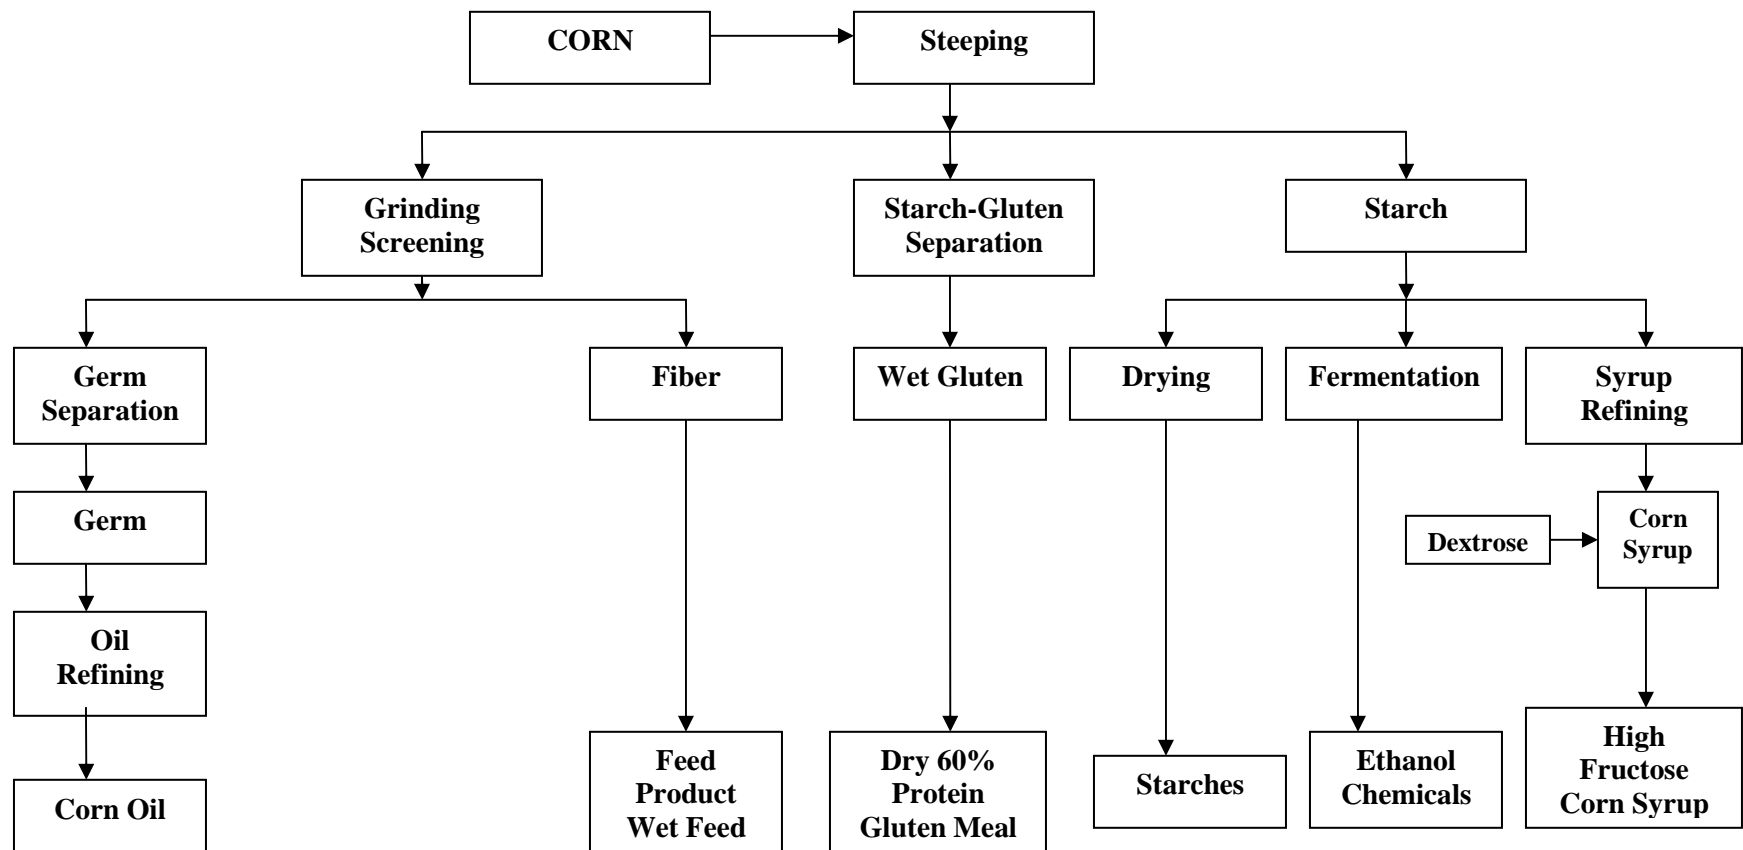 CORN
Steeping
Grinding
Screening
Starch-Gluten
Separation
Starch
Germ
Separation
Fiber
Wet Gluten
Drying
Fermentation
Syrup
Refining
Germ
Dextrose
Corn
Syrup
Oil
Refining
Corn Oil
Feed
Product
Wet Feed
Dry 60%
Protein
Gluten Meal
Starches
Ethanol
Chemicals
High
Fructose
Corn Syrup